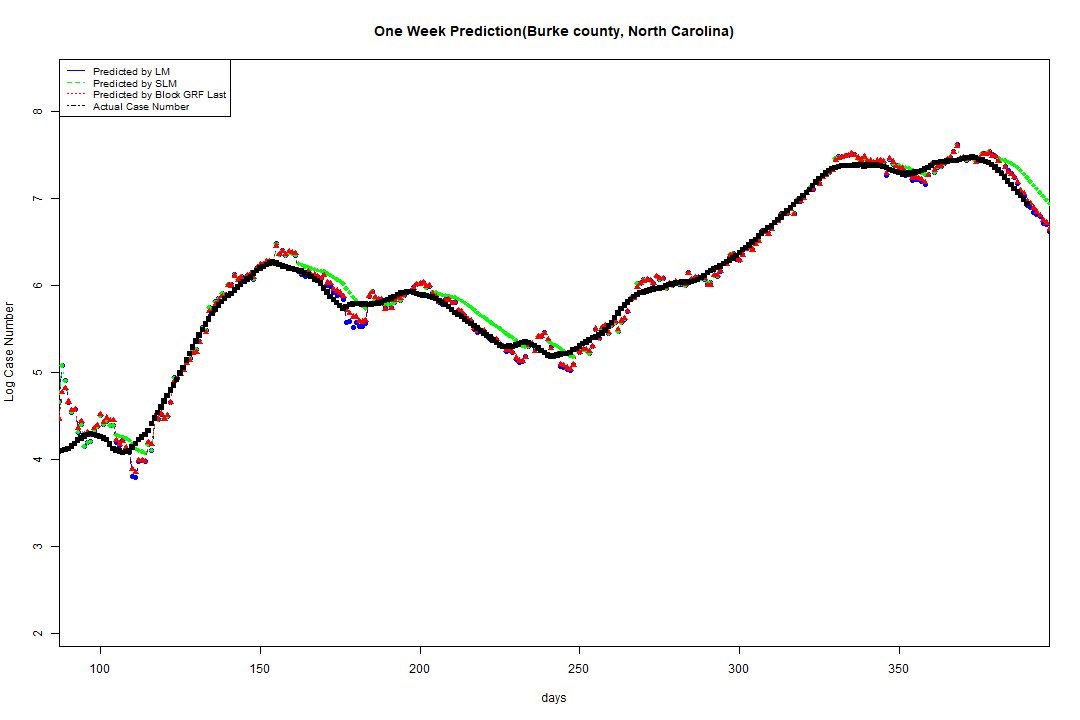 One Week Prediction(Burke county, North Carolina)
Predicted by LM
Predicted by SLM
Predicted by Block GRF Last
Actual Case Number
Log Case Number
8
7
6
5
4
3
2
100 150 200 250 300 350
days